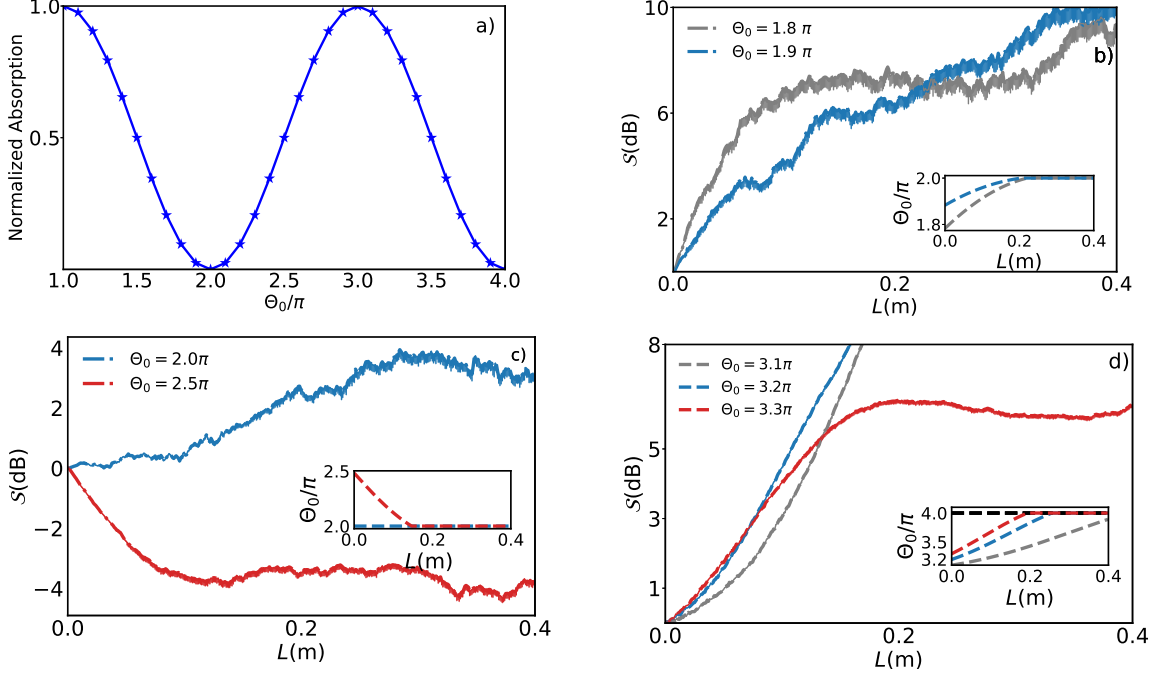 a)
Normalized Absorption
1.0
0.5
1.0 1.5 2.0 2.5 3.0 3.5 4.0
Θ₀/π
b)
Θ₀ = 1.8 π
Θ₀ = 1.9 π
𝒮(dB)
10
6
2
0.0 0.2 0.4
L(m)
Θ₀/π
2.0
1.8
0.0 0.2 0.4
L(m)
c)
Θ₀ = 2.0π
Θ₀ = 2.5π
𝒮(dB)
4
2
0
−2
−4
0.0 0.2 0.4
L(m)
Θ₀/π
2.5
2.0
0.0 0.2 0.4
L(m)
d)
Θ₀ = 3.1π
Θ₀ = 3.2π
Θ₀ = 3.3π
𝒮(dB)
8
5
3
1
0.0 0.2 0.4
L(m)
Θ₀/π
4.0
3.5
3.2
0.0 0.2 0.4
L(m)